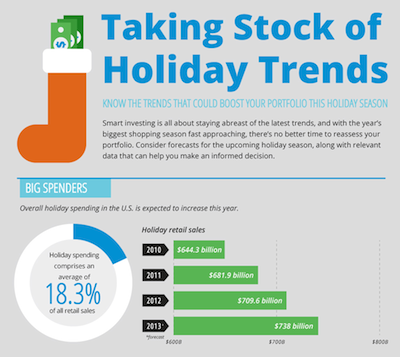 $
Taking Stock of
Holiday Trends
KNOW THE TRENDS THAT COULD BOOST YOUR PORTFOLIO THIS HOLIDAY SEASON
Smart investing is all about staying abreast of the latest trends, and with the year's
biggest shopping season fast approaching, there's no better time to reassess your
portfolio. Consider forecasts for the upcoming holiday season, along with relevant
data that can help you make an informed decision.
BIG SPENDERS
Overall holiday spending in the U.S. is expected to increase this year.
Holiday spending
comprises an
average of
18.3%
of all retail sales
Holiday retail sales
2010 $644.3 billion
2011 $681.9 billion
2012 $709.6 billion
2013* $738 billion
*forecast
$600B $700B $800B